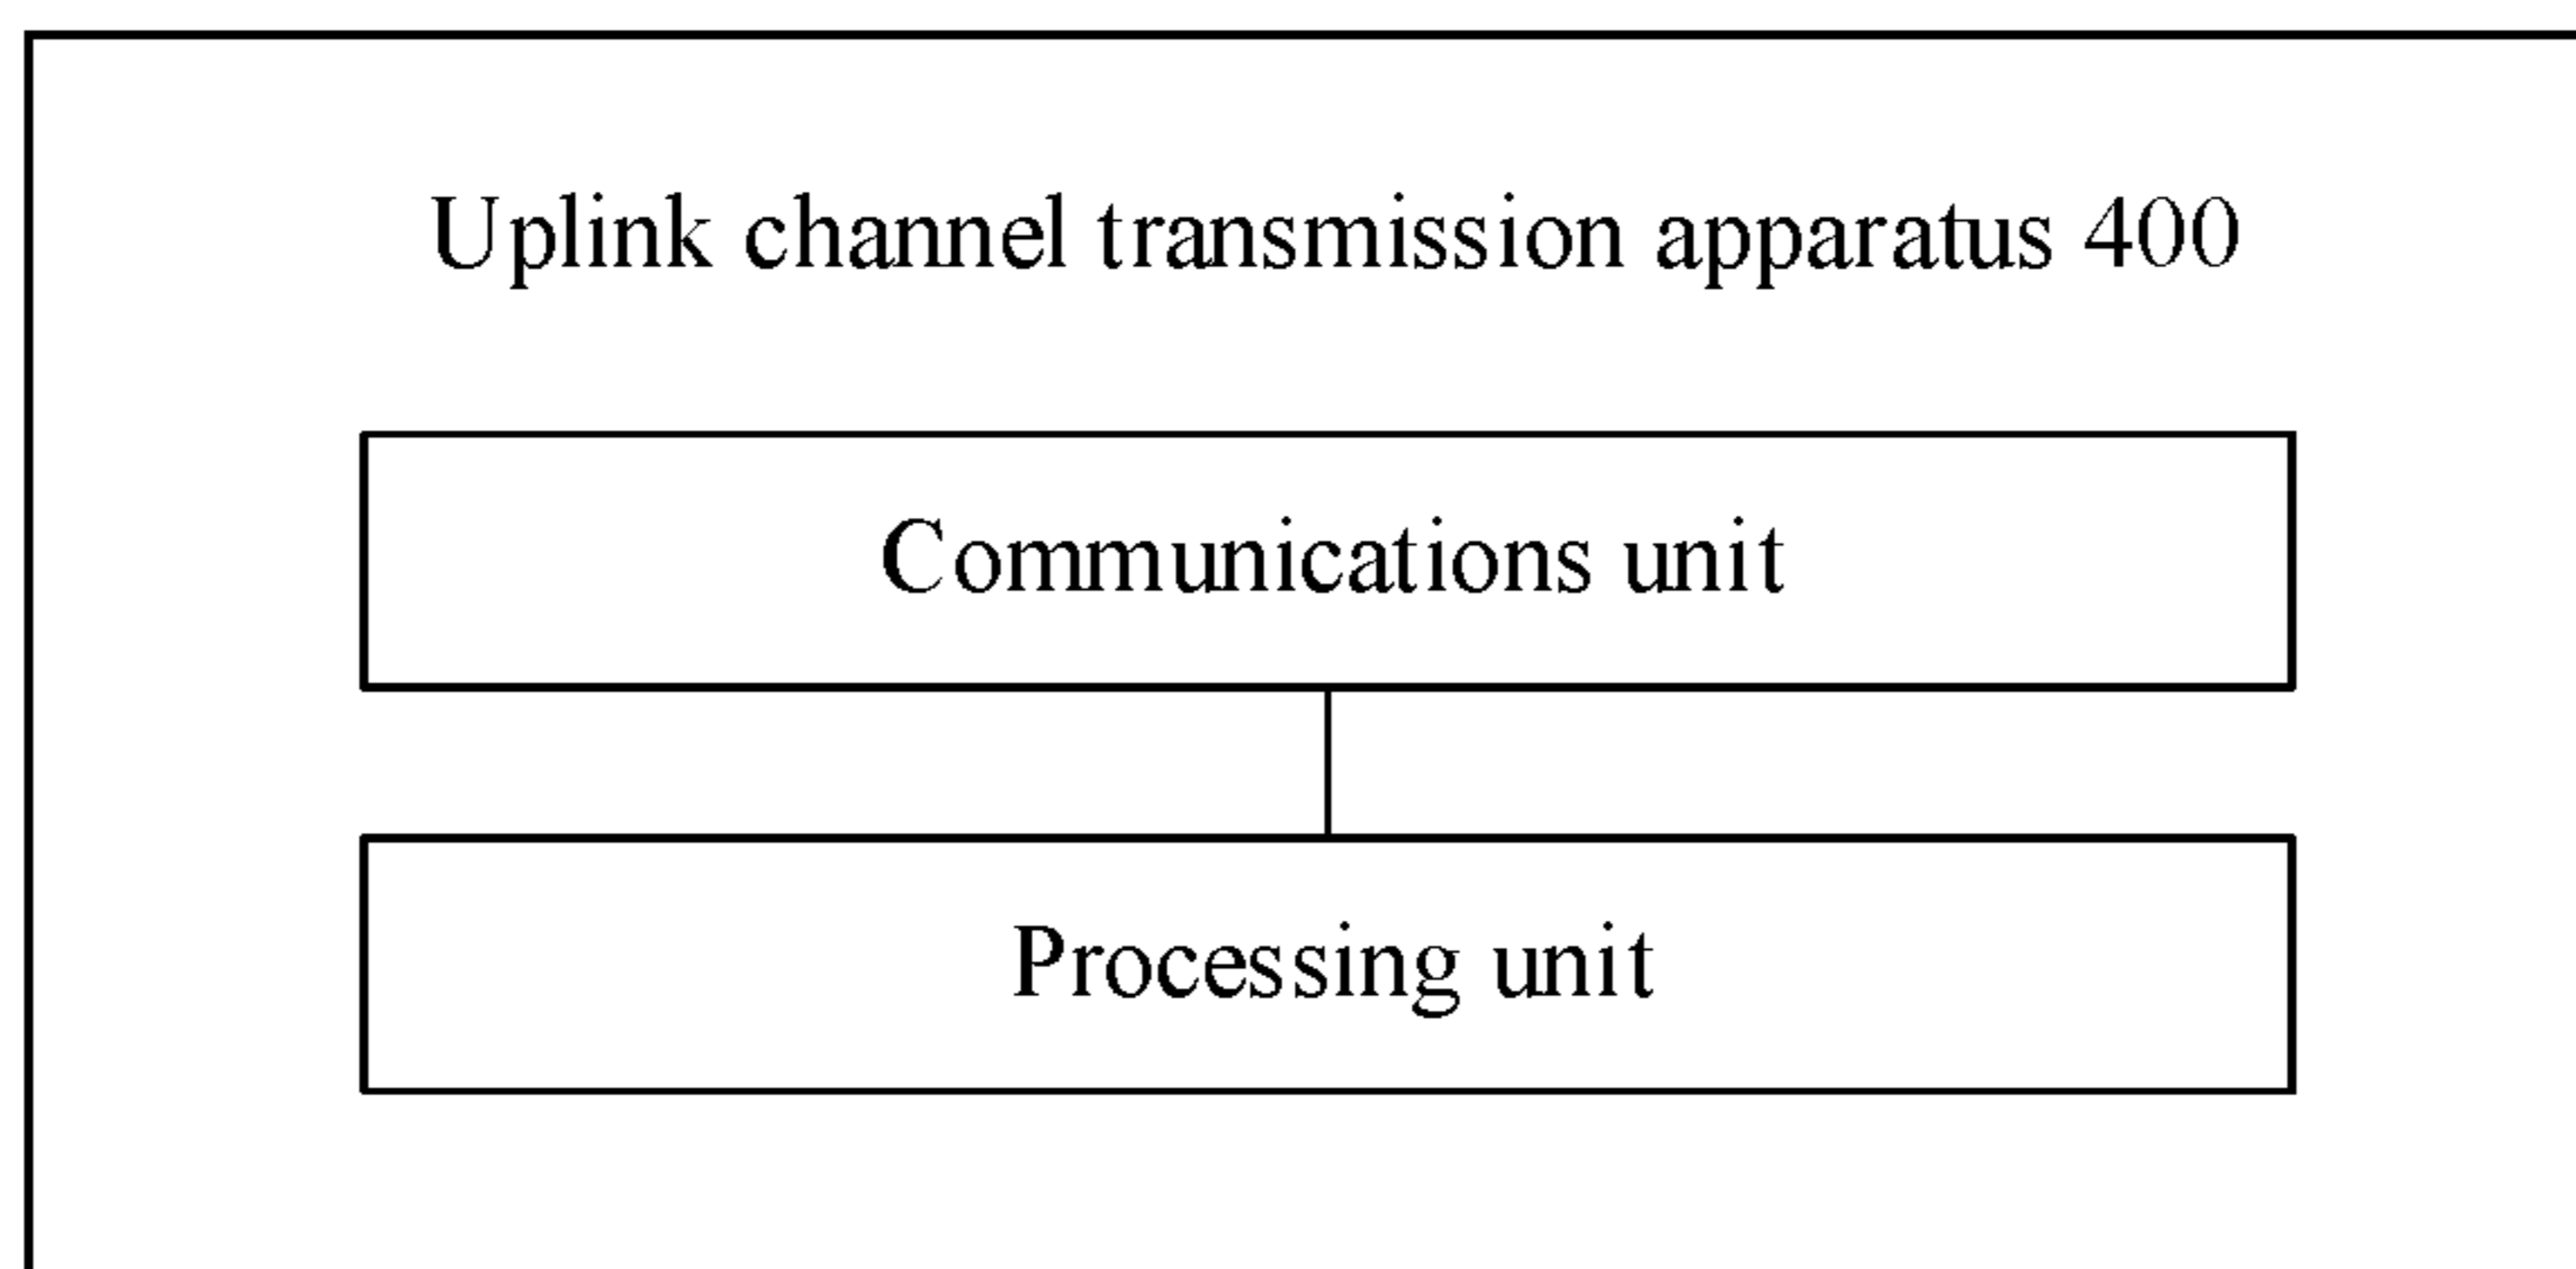 Uplink channel transmission apparatus 400
Communications unit
Processing unit